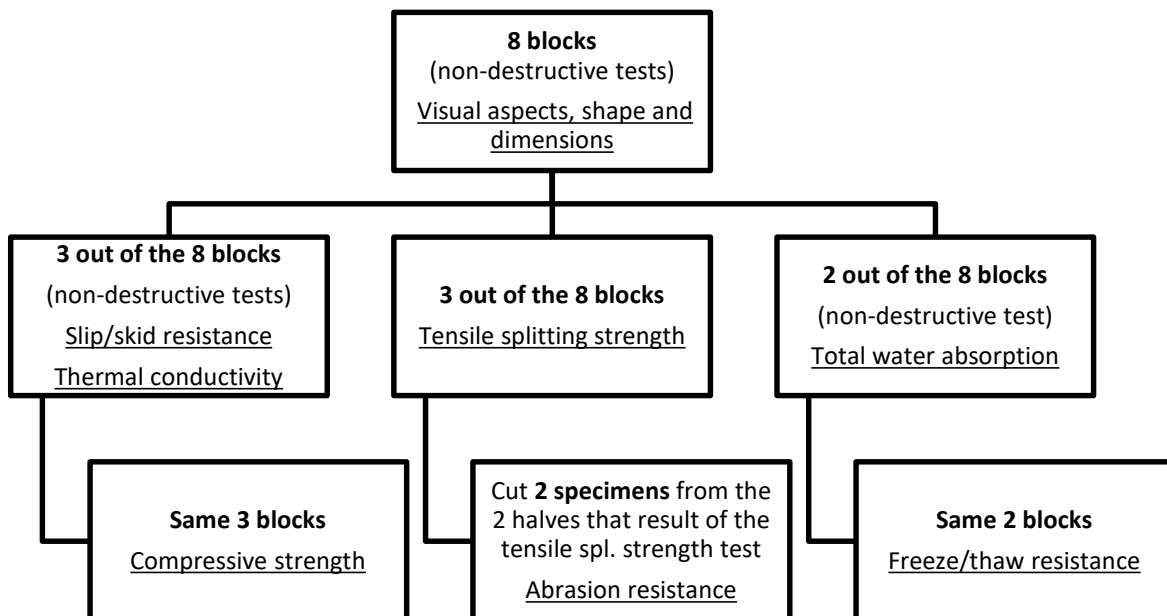 8 blocks
(non-destructive tests)
Visual aspects, shape and
dimensions
3 out of the 8 blocks
(non-destructive tests)
Slip/skid resistance
Thermal conductivity
3 out of the 8 blocks
Tensile splitting strength
2 out of the 8 blocks
(non-destructive test)
Total water absorption
Same 3 blocks
Compressive strength
Cut 2 specimens from the
2 halves that result of the
tensile spl. strength test
Abrasion resistance
Same 2 blocks
Freeze/thaw resistance